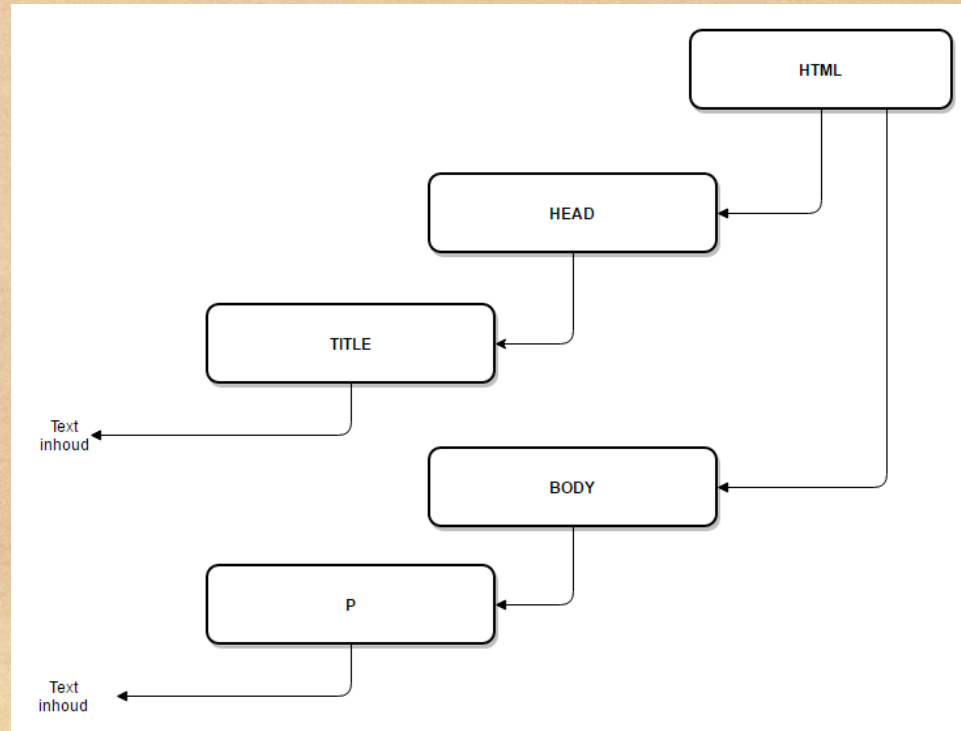 HTML
HEAD
TITLE
Text
inhoud
BODY
P
Text
inhoud